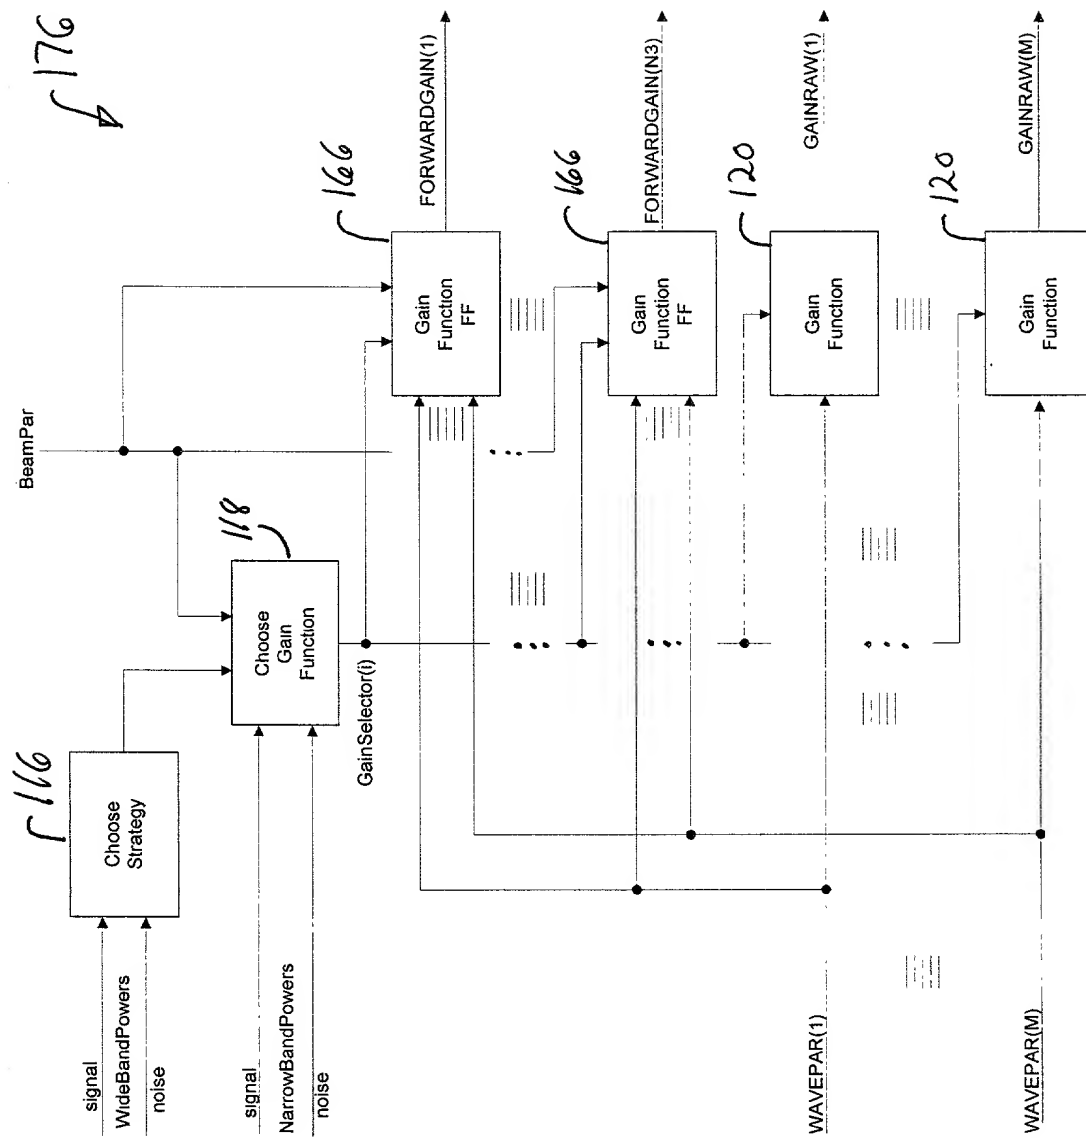 176
BeamPar
116
Choose
Strategy
signal
WideBandPowers
noise
118
Choose
Gain
Function
signal
NarrowBandPowers
noise
GainSelector(i)
166
Gain
Function
FF
FORWARDGAIN(1)
166
Gain
Function
FF
FORWARDGAIN(N3)
120
Gain
Function
GAINRAW(1)
120
Gain
Function
GAINRAW(M)
WAVEPAR(1)
WAVEPAR(M)